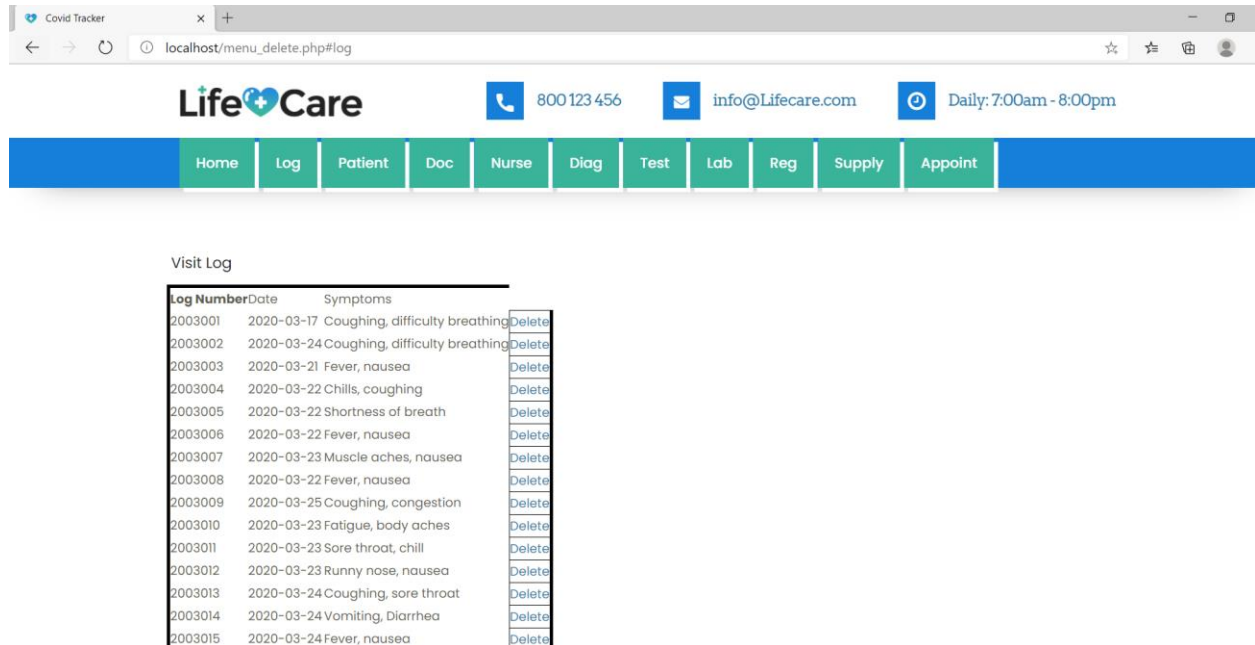 Covid Tracker
localhost/menu_delete.php#log
Life Care
800 123 456
info@Lifecare.com
Daily: 7:00am - 8:00pm
Home Log Patient Doc Nurse Diag Test Lab Reg Supply Appoint
Visit Log
Log Number Date Symptoms
2003001 2020-03-17 Coughing, difficulty breathing Delete
2003002 2020-03-24 Coughing, difficulty breathing Delete
2003003 2020-03-21 Fever, nausea Delete
2003004 2020-03-22 Chills, coughing Delete
2003005 2020-03-22 Shortness of breath Delete
2003006 2020-03-22 Fever, nausea Delete
2003007 2020-03-23 Muscle aches, nausea Delete
2003008 2020-03-22 Fever, nausea Delete
2003009 2020-03-25 Coughing, congestion Delete
2003010 2020-03-23 Fatigue, body aches Delete
2003011 2020-03-23 Sore throat, chill Delete
2003012 2020-03-23 Runny nose, nausea Delete
2003013 2020-03-24 Coughing, sore throat Delete
2003014 2020-03-24 Vomiting, Diarrhea Delete
2003015 2020-03-24 Fever, nausea Delete